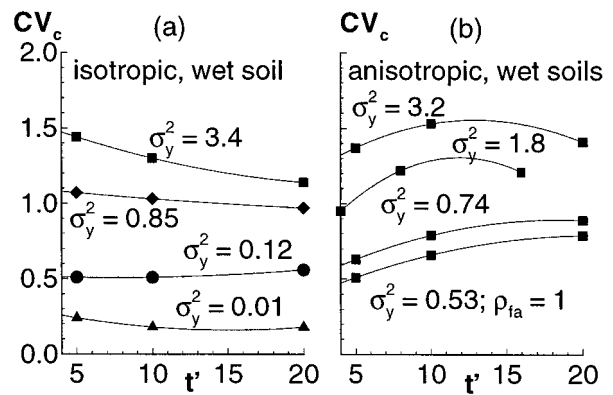 CV_c (a) CV_c (b)
2.0
isotropic, wet soil
anisotropic, wet soils
σ_y^2 = 3.4
σ_y^2 = 3.2
1.5
σ_y^2 = 1.8
1.0
σ_y^2 = 0.85
σ_y^2 = 0.74
σ_y^2 = 0.12
0.5
σ_y^2 = 0.01
σ_y^2 = 0.53; ρ_fa = 1
0.0
5 10 15 20 5 10 15 20
t' t'